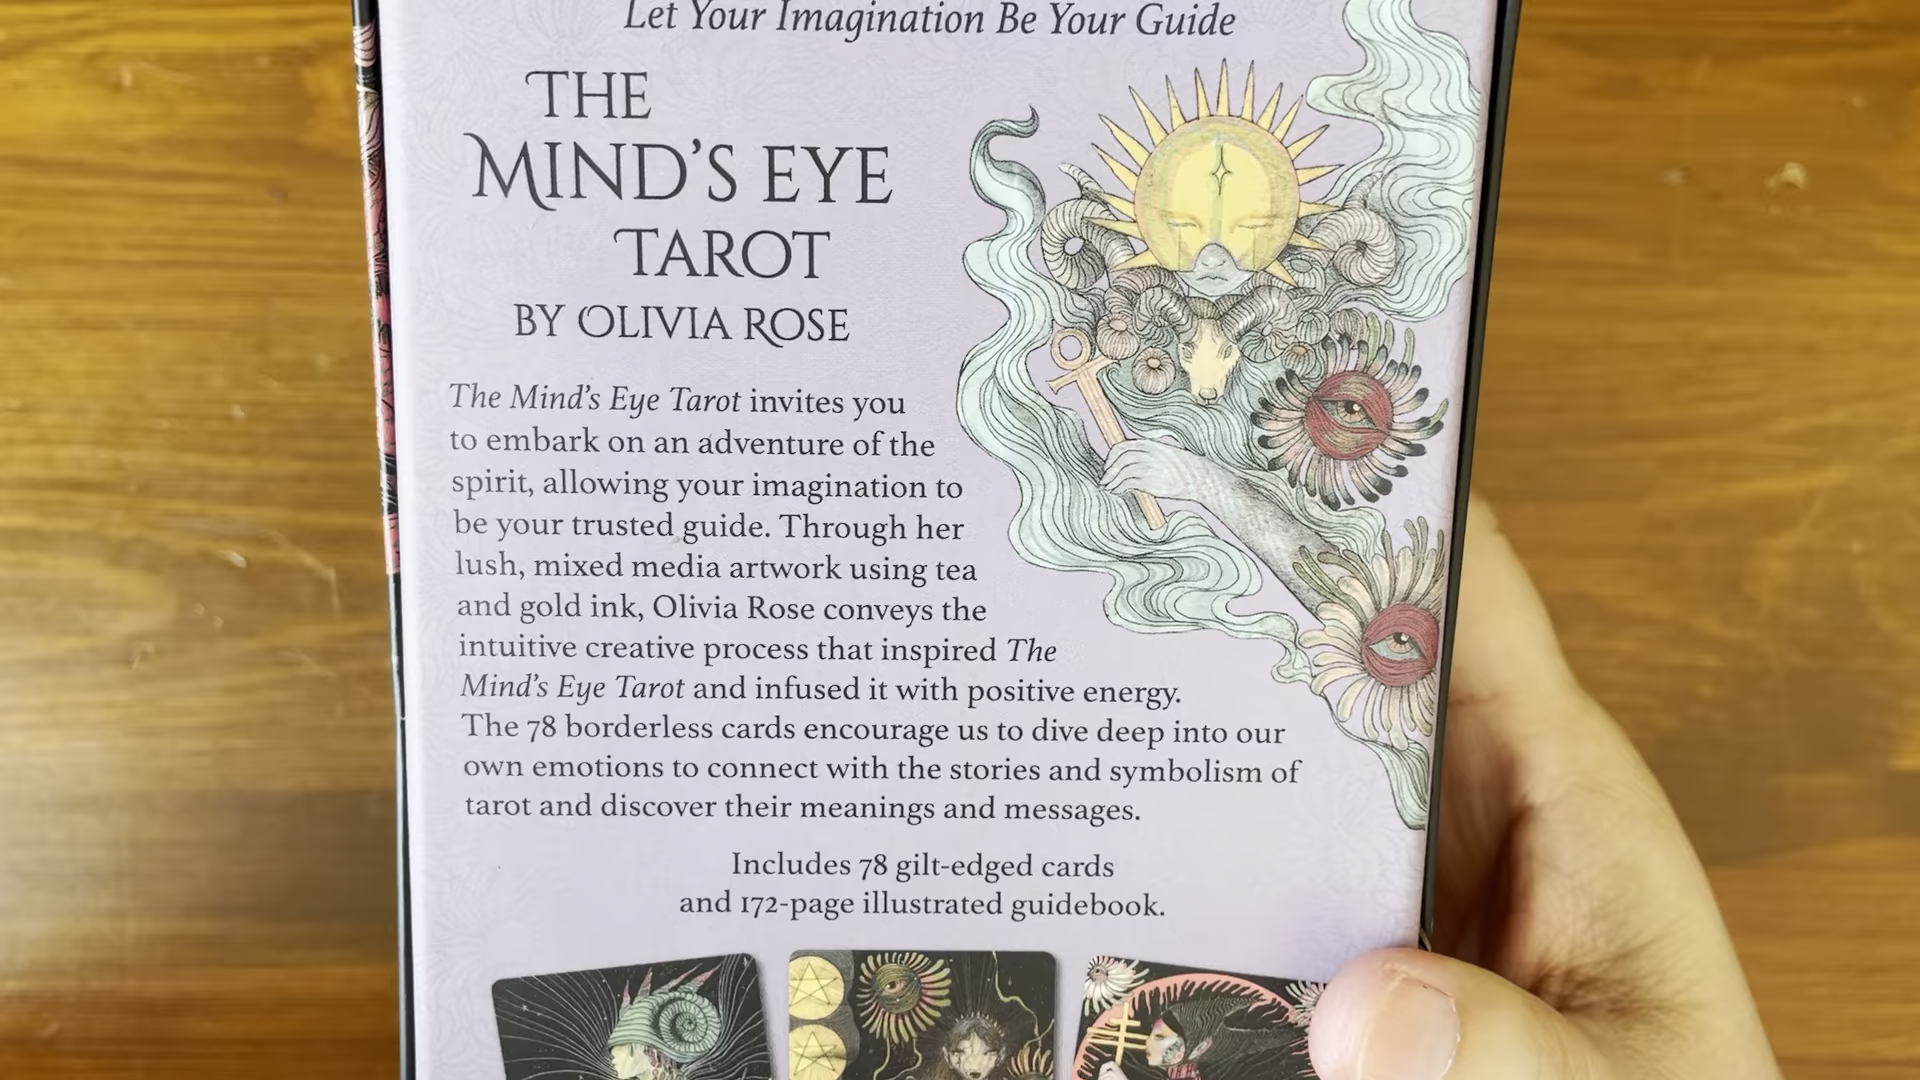 Let Your Imagination Be Your Guide
THE
MIND'S EYE
TAROT
BY OLIVIA ROSE
The Mind's Eye Tarot invites you
to embark on an adventure of the
spirit, allowing your imagination to
be your trusted guide. Through her
lush, mixed media artwork using tea
and gold ink, Olivia Rose conveys the
intuitive creative process that inspired The
Mind's Eye Tarot and infused it with positive energy.
The 78 borderless cards encourage us to dive deep into our
own emotions to connect with the stories and symbolism of
tarot and discover their meanings and messages.
Includes 78 gilt-edged cards
and 172-page illustrated guidebook.